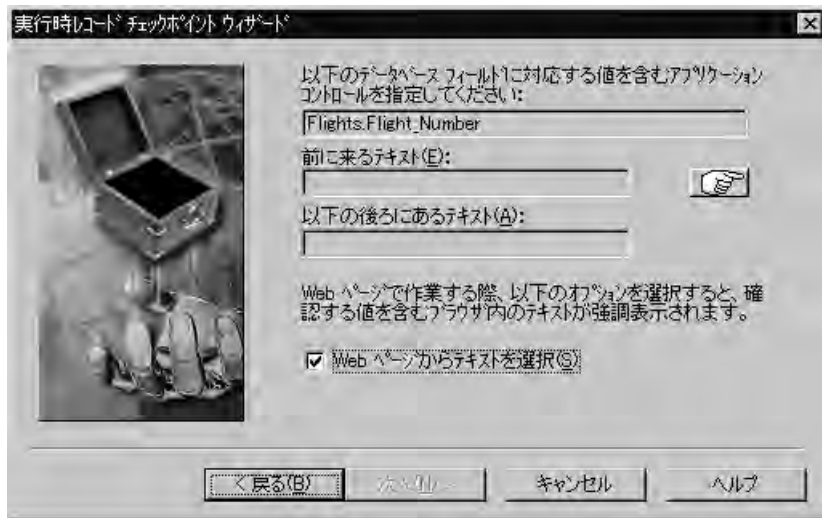 実行時レコード チェックポイント ウィザード
以下のデータベース フィールドに対応する値を含むアプリケーション
コントロールを指定してください:
Flights.Flight_Number
前に来るテキスト(E):
以下の後ろにあるテキスト(A):
Web ページで作業する際、以下のオプションを選択すると、確
認する値を含むブラウザ内のテキストが強調表示されます。
Web ページからテキストを選択(S)
< 戻る(B)
キャンセル
ヘルプ